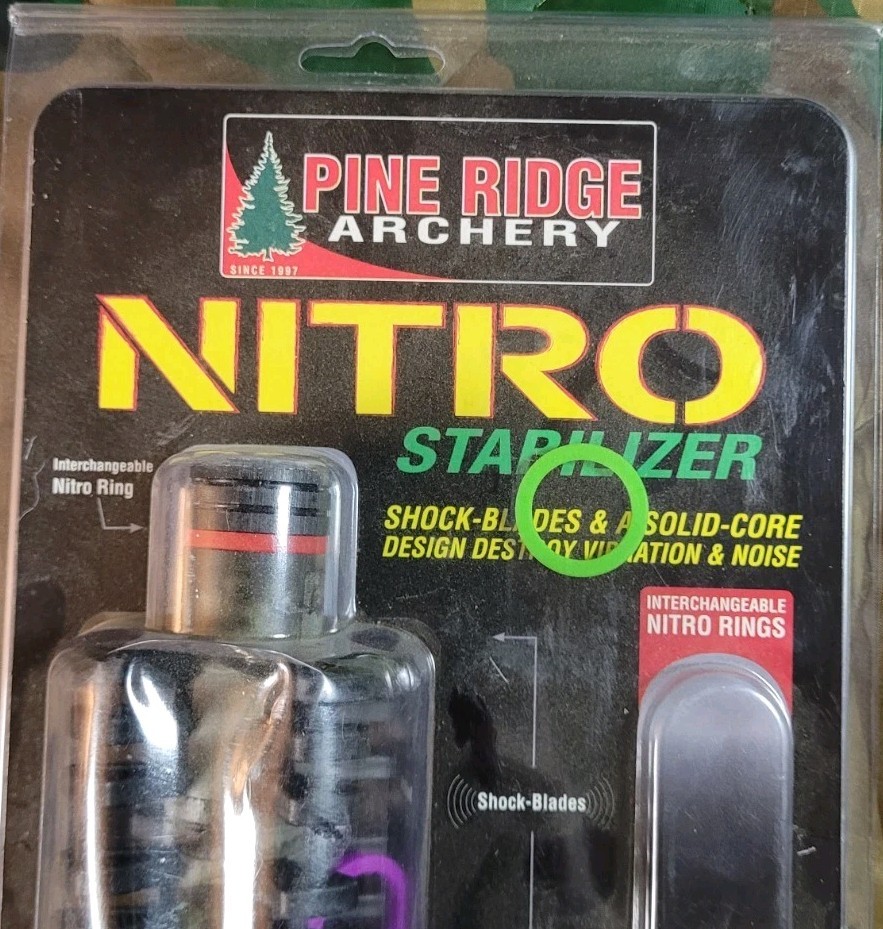 PINE RIDGE
ARCHERY
SINCE 1997
NITRO
STABILIZER
Interchangeable
Nitro Ring
SHOCK-BLADES & A SOLID-CORE
DESIGN DESTROY VIBRATION & NOISE
INTERCHANGEABLE
NITRO RINGS
Shock-Blades